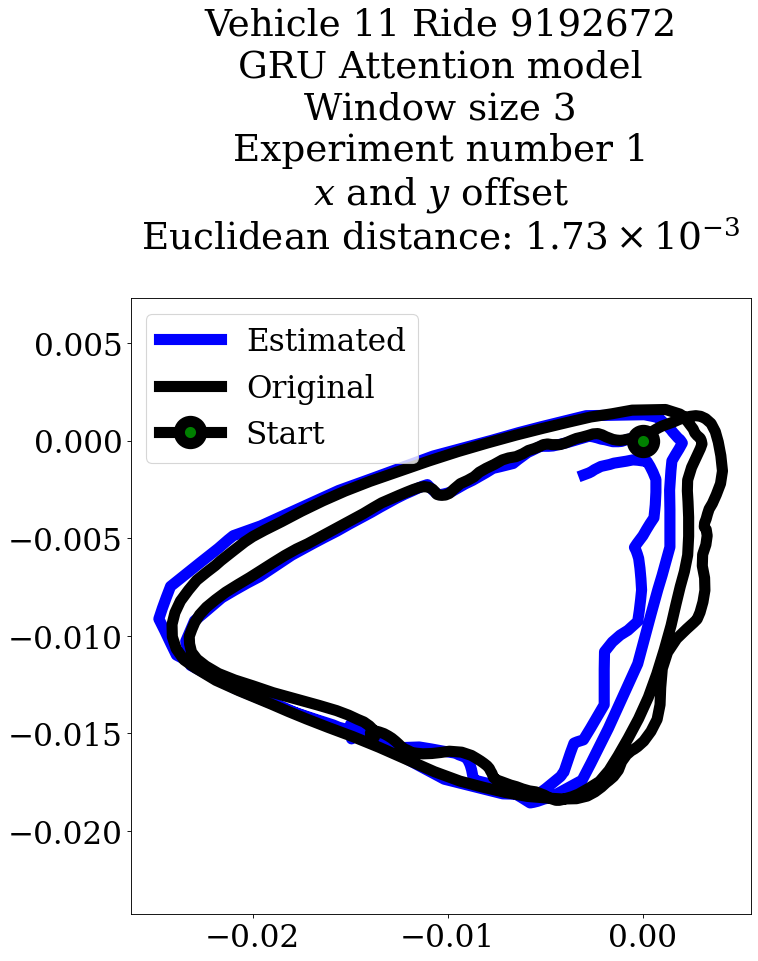 Vehicle 11 Ride 9192672
GRU Attention model
Window size 3
Experiment number 1
x and y offset
Euclidean distance: 1.73 × 10⁻³
Estimated
Original
Start
0.005
0.000
−0.005
−0.010
−0.015
−0.020
−0.02
−0.01
0.00